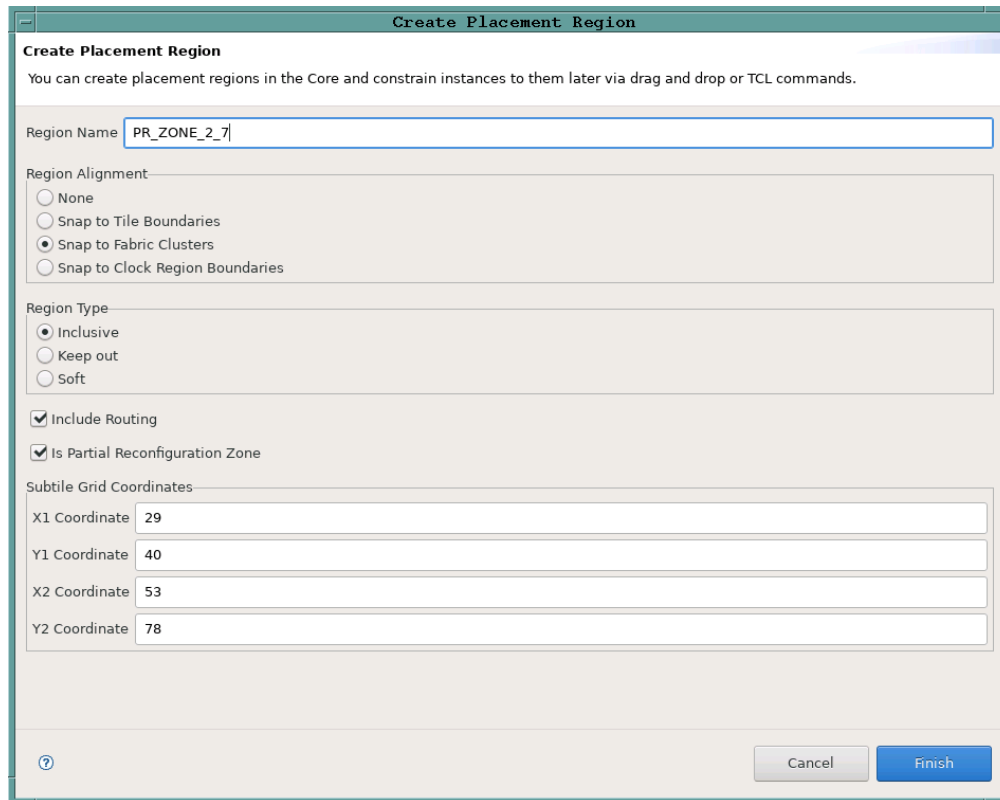 Create Placement Region
Create Placement Region
You can create placement regions in the Core and constrain instances to them later via drag and drop or TCL commands.
Region Name PR_ZONE_2_7
Region Alignment
None
Snap to Tile Boundaries
Snap to Fabric Clusters
Snap to Clock Region Boundaries
Region Type
Inclusive
Keep out
Soft
Include Routing
Is Partial Reconfiguration Zone
Subtile Grid Coordinates
X1 Coordinate 29
Y1 Coordinate 40
X2 Coordinate 53
Y2 Coordinate 78
? Cancel Finish